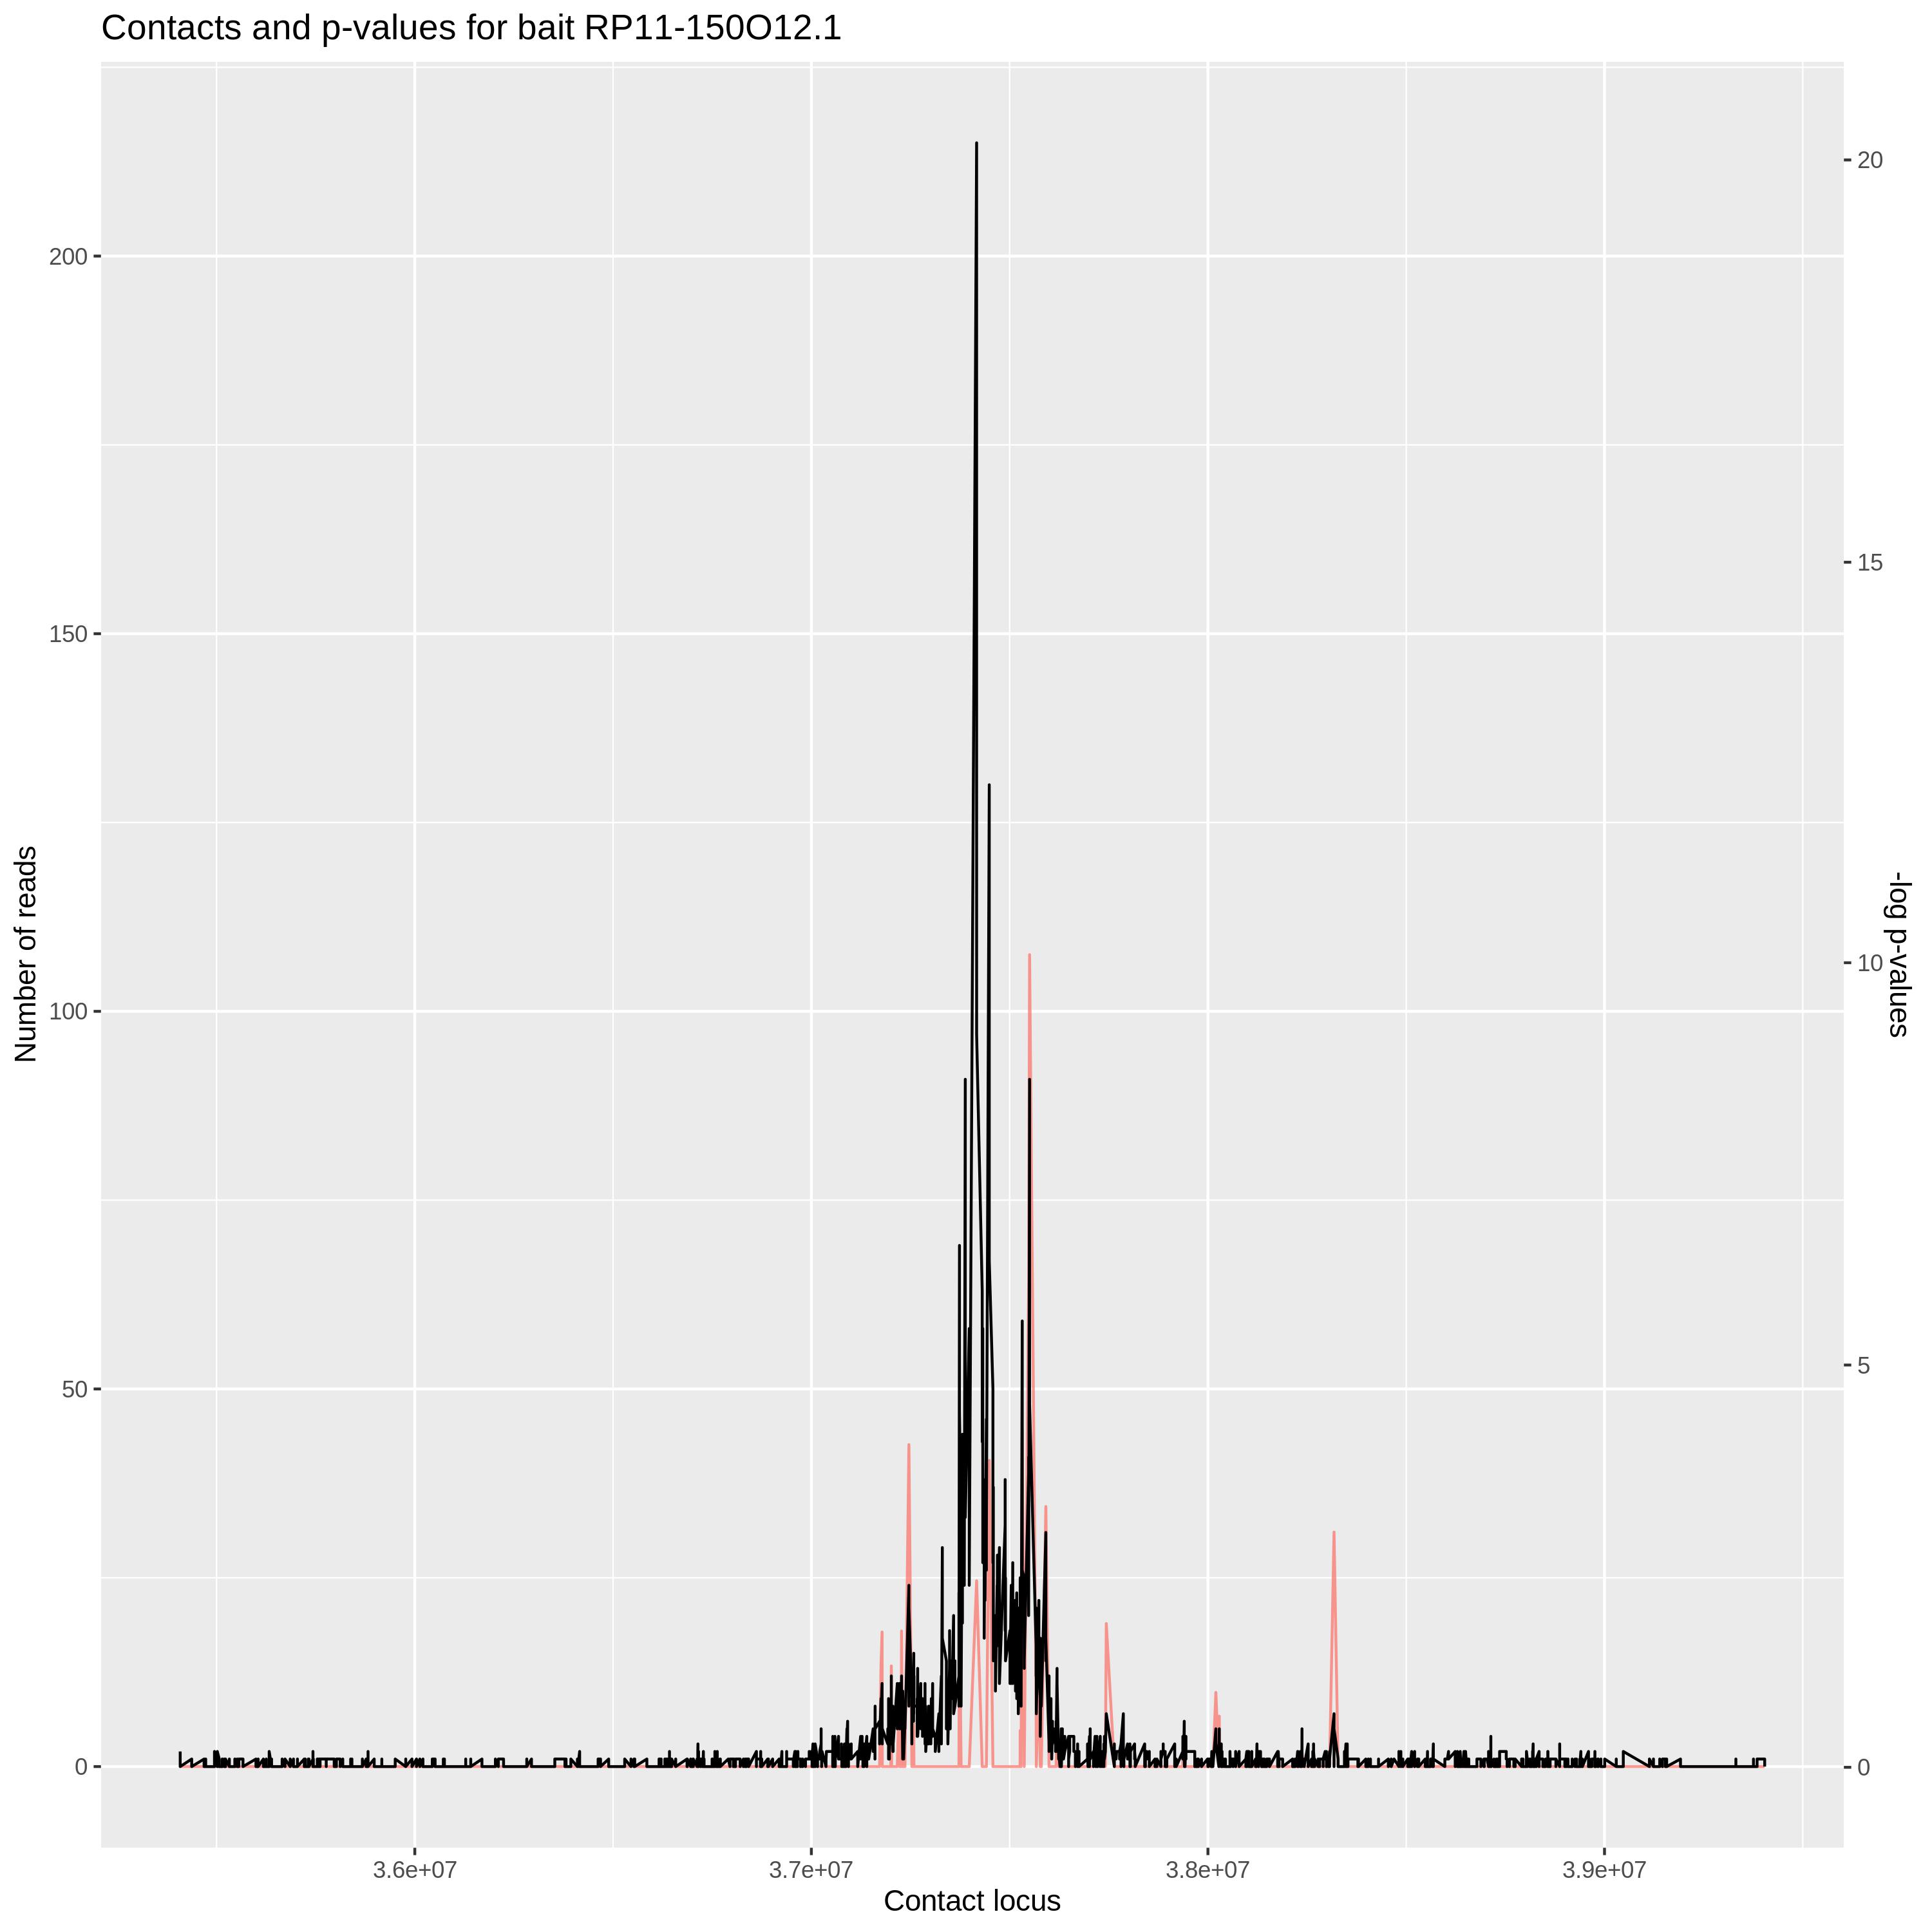 Contacts and p-values for bait RP11-150O12.1
200
150
100
50
0
Number of reads
20
15
10
5
0
-log p-values
3.6e+07
3.7e+07
3.8e+07
3.9e+07
Contact locus